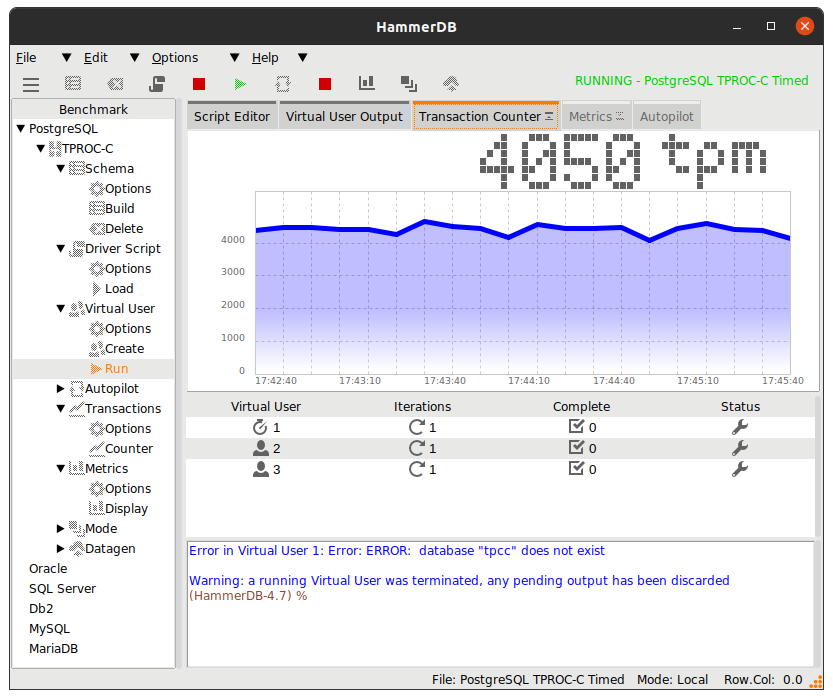 HammerDB
File Edit Options Help
RUNNING - PostgreSQL TPROC-C Timed
Benchmark
PostgreSQL
TPROC-C
Schema
Options
Build
Delete
Driver Script
Options
Load
Virtual User
Options
Create
Run
Autopilot
Transactions
Options
Counter
Metrics
Options
Display
Mode
Datagen
Oracle
SQL Server
Db2
MySQL
MariaDB
Script Editor Virtual User Output Transaction Counter Metrics Autopilot
4050 tpm
4000
3000
2000
1000
0
17:42:40 17:43:10 17:43:40 17:44:10 17:44:40 17:45:10 17:45:40
Virtual User Iterations Complete Status
1 1 0
2 1 0
3 1 0
Error in Virtual User 1: Error: ERROR:  database "tpcc" does not exist
Warning: a running Virtual User was terminated, any pending output has been discarded
(HammerDB-4.7) %
File: PostgreSQL TPROC-C Timed Mode: Local Row.Col: 0.0